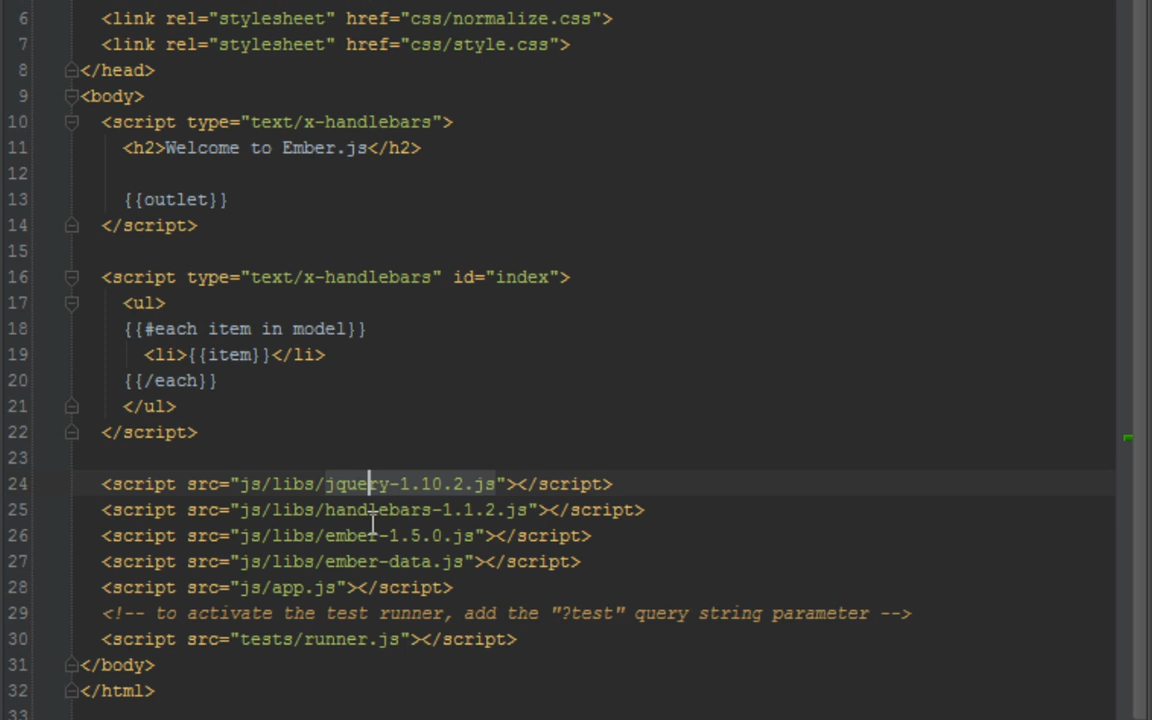 6 <link rel="stylesheet" href="css/normalize.css">
7 <link rel="stylesheet" href="css/style.css">
8 </head>
9 <body>
10 <script type="text/x-handlebars">
11 <h2>Welcome to Ember.js</h2>
12
13 {{outlet}}
14 </script>
15
16 <script type="text/x-handlebars" id="index">
17 <ul>
18 {{#each item in model}}
19 <li>{{item}}</li>
20 {{/each}}
21 </ul>
22 </script>
23
24 <script src="js/libs/jquery-1.10.2.js"></script>
25 <script src="js/libs/handlebars-1.1.2.js"></script>
26 <script src="js/libs/ember-1.5.0.js"></script>
27 <script src="js/libs/ember-data.js"></script>
28 <script src="js/app.js"></script>
29 <!-- to activate the test runner, add the "?test" query string parameter -->
30 <script src="tests/runner.js"></script>
31 </body>
32 </html>
33